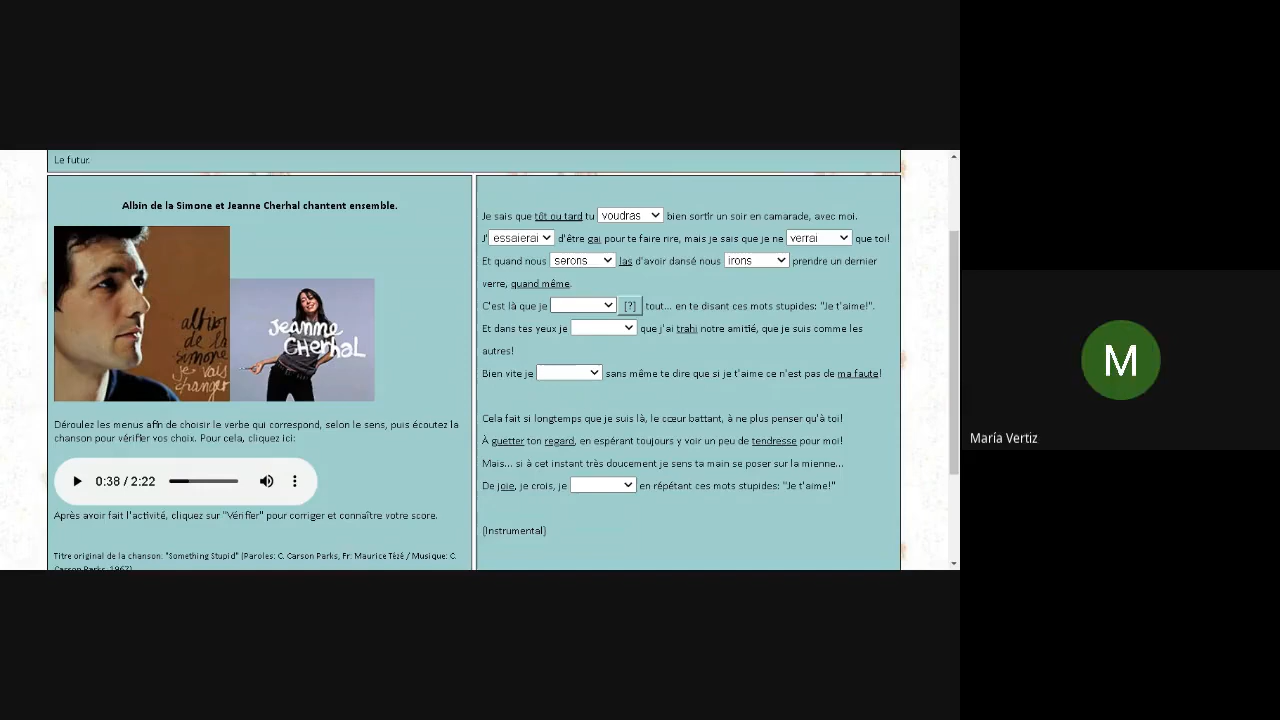 Le futur.
Albin de la Simone et Jeanne Cherhal chantent ensemble.
albin
de la
simone
je vais
changer
Jeanne
CHerHaL
Déroulez les menus afin de choisir le verbe qui correspond, selon le sens, puis écoutez la
chanson pour vérifier vos choix. Pour cela, cliquez ici:
0:38 / 2:22
Après avoir fait l'activité, cliquez sur "Vérifier" pour corriger et connaître votre score.
Titre original de la chanson: "Something Stupid" (Paroles: C. Carson Parks, Fr: Maurice Tézé / Musique: C.
Carson Parks, 1967)
Je sais que tôt ou tard tu voudras bien sortir un soir en camarade, avec moi.
J' essaierai d'être gai pour te faire rire, mais je sais que je ne verrai que toi!
Et quand nous serons las d'avoir dansé nous irons prendre un dernier
verre, quand même.
C'est là que je [?] tout... en te disant ces mots stupides: "Je t'aime!".
Et dans tes yeux je que j'ai trahi notre amitié, que je suis comme les
autres!
Bien vite je sans même te dire que si je t'aime ce n'est pas de ma faute!
Cela fait si longtemps que je suis là, le cœur battant, à ne plus penser qu'à toi!
À guetter ton regard, en espérant toujours y voir un peu de tendresse pour moi!
Mais... si à cet instant très doucement je sens ta main se poser sur la mienne...
De joie, je crois, je en répétant ces mots stupides: "Je t'aime!"
(Instrumental)
M
María Vertiz